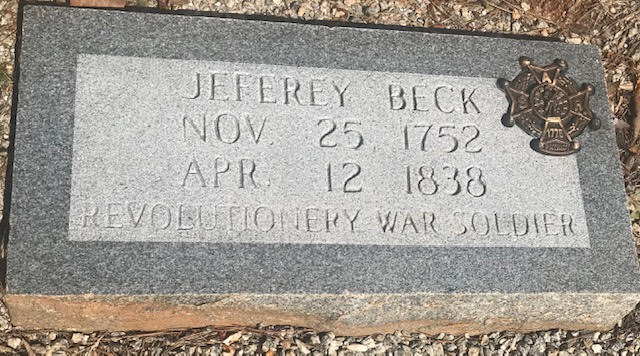 JEFEREY BECK
NOV. 25, 1752
APR. 12, 1838
REVOLUTIONERY WAR SOLDIER